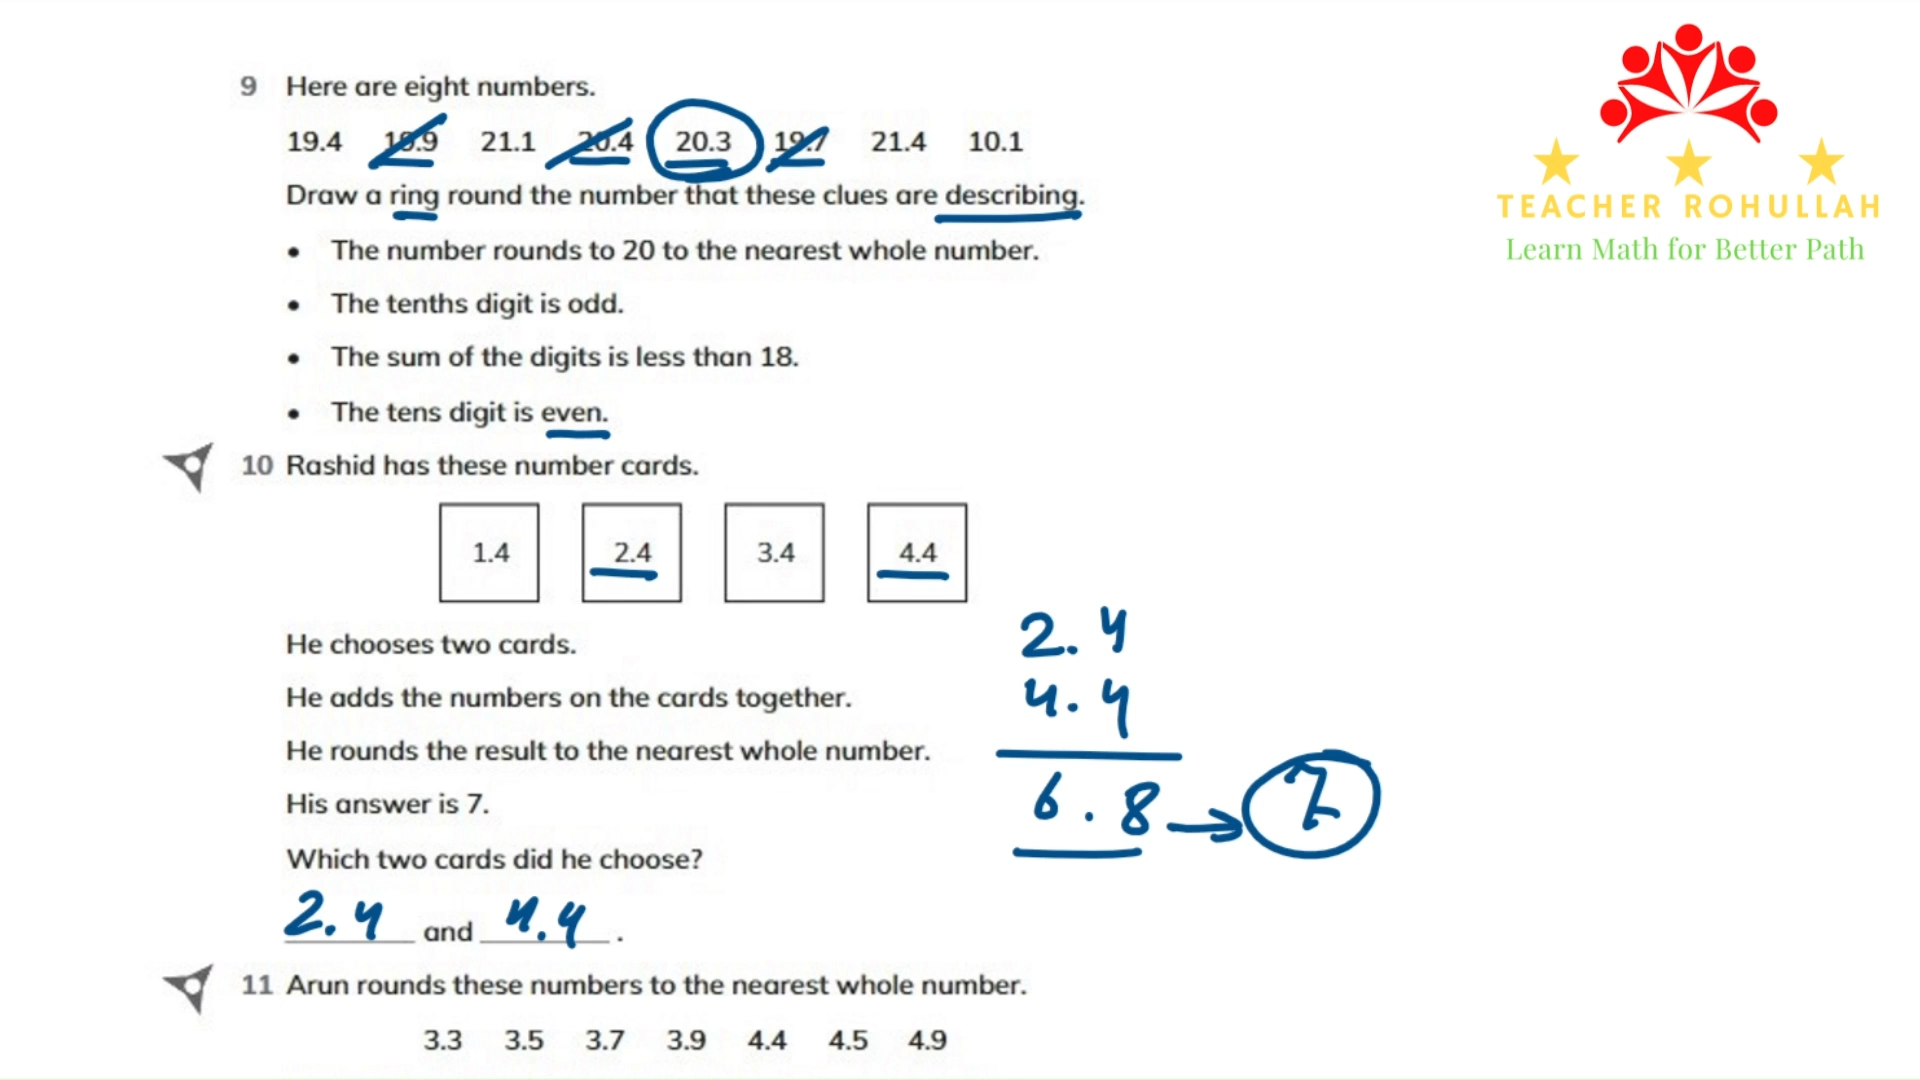 9 Here are eight numbers.
19.4 19.9 21.1 20.4 20.3 19.7 21.4 10.1
Draw a ring round the number that these clues are describing.
• The number rounds to 20 to the nearest whole number.
• The tenths digit is odd.
• The sum of the digits is less than 18.
• The tens digit is even.
10 Rashid has these number cards.
1.4 2.4 3.4 4.4
He chooses two cards.
He adds the numbers on the cards together.
He rounds the result to the nearest whole number.
His answer is 7.
Which two cards did he choose?
2.4 and 4.4.
2.4
4.4
6.8 → 7
11 Arun rounds these numbers to the nearest whole number.
3.3 3.5 3.7 3.9 4.4 4.5 4.9
TEACHER ROHULLAH
Learn Math for Better Path